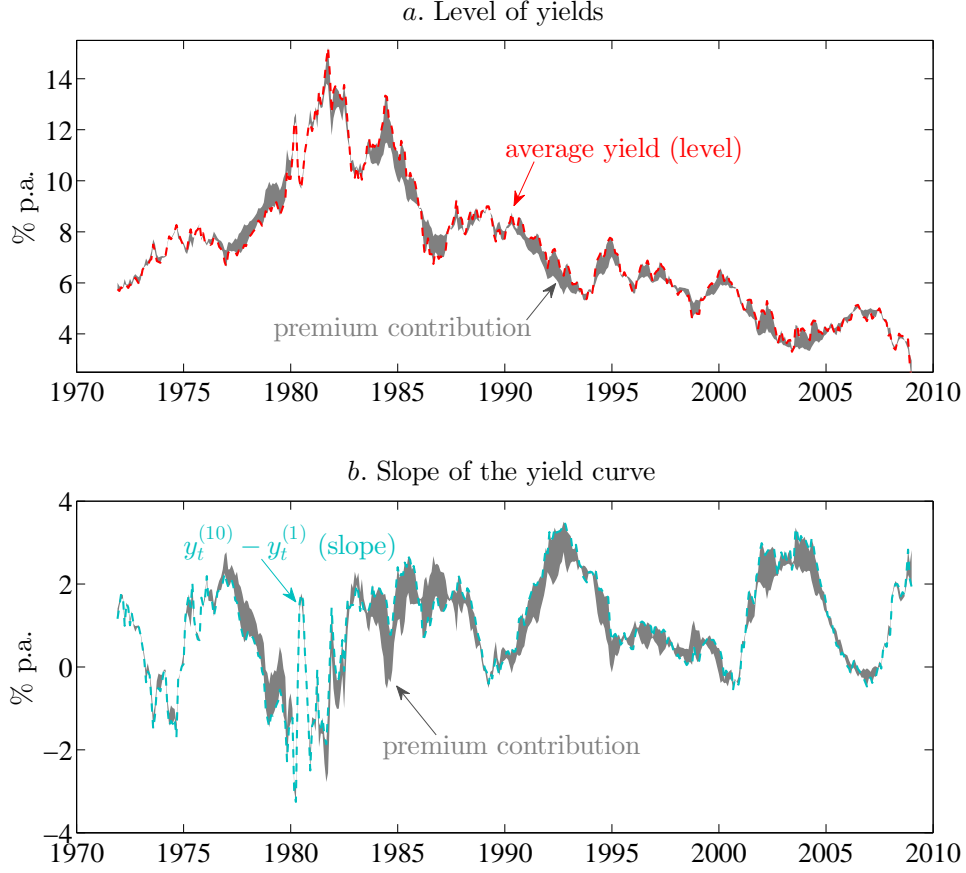 a. Level of yields
14
12
10
8
6
4
% p.a.
average yield (level)
premium contribution
1970 1975 1980 1985 1990 1995 2000 2005 2010
b. Slope of the yield curve
4
2
0
−2
−4
% p.a.
y_t^{(10)} − y_t^{(1)} (slope)
premium contribution
1970 1975 1980 1985 1990 1995 2000 2005 2010